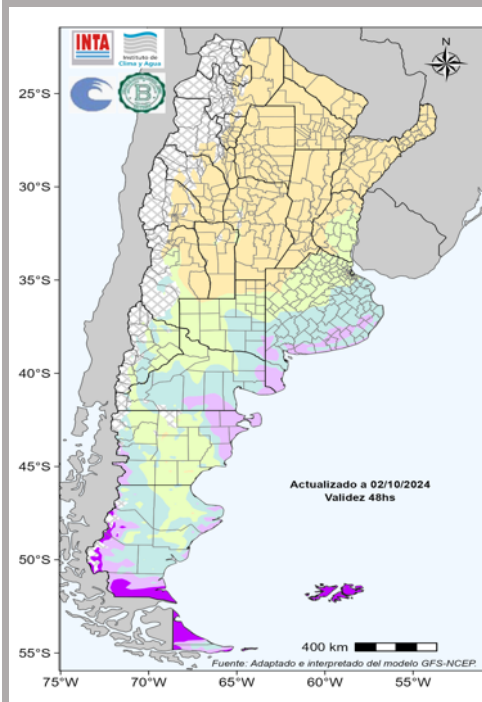 INTA
Instituto de
Clima y Agua
B
N
25°S
30°S
35°S
40°S
45°S
50°S
55°S
Actualizado a 02/10/2024
Validez 48hs
400 km
Fuente: Adaptado e interpretado del modelo GFS-NCEP.
75°W
70°W
65°W
60°W
55°W